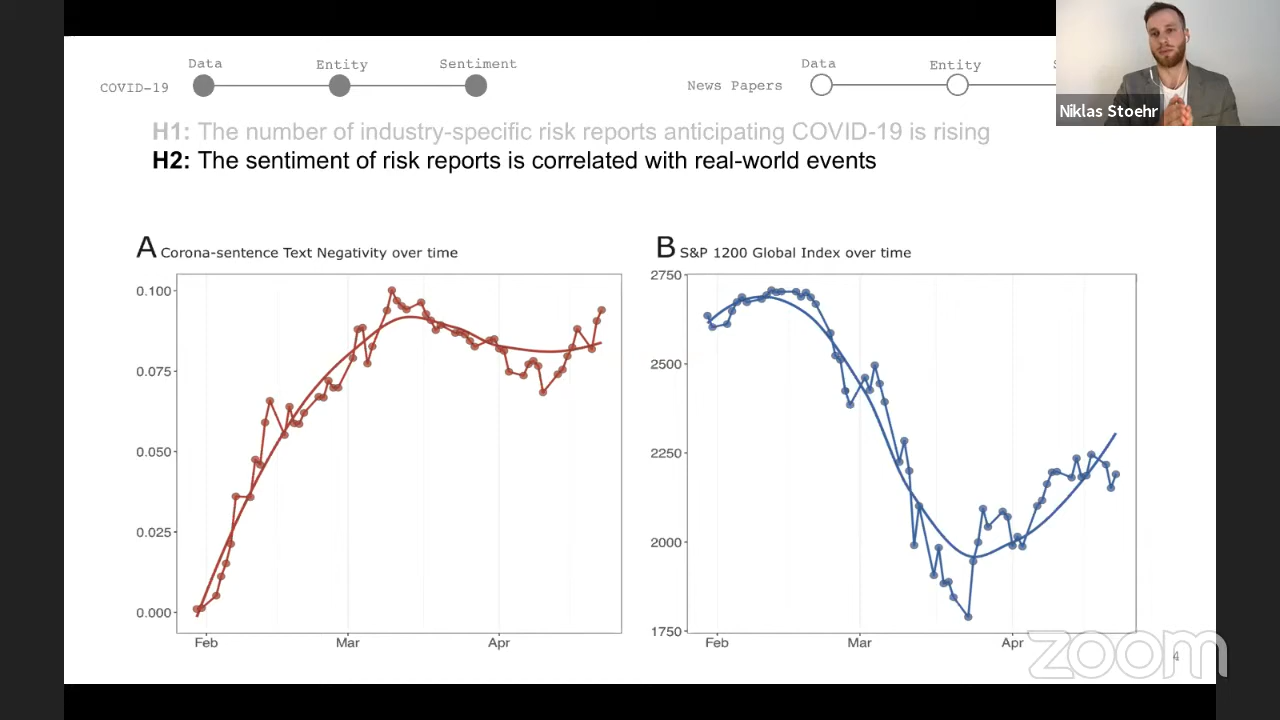 Data Entity Sentiment
COVID-19
Data Entity
News Papers
Niklas Stoehr
H1: The number of industry-specific risk reports anticipating COVID-19 is rising
H2: The sentiment of risk reports is correlated with real-world events
A Corona-sentence Text Negativity over time
0.100
0.075
0.050
0.025
0.000
Feb Mar Apr
B S&P 1200 Global Index over time
2750
2500
2250
2000
1750
Feb Mar Apr
zoom
4